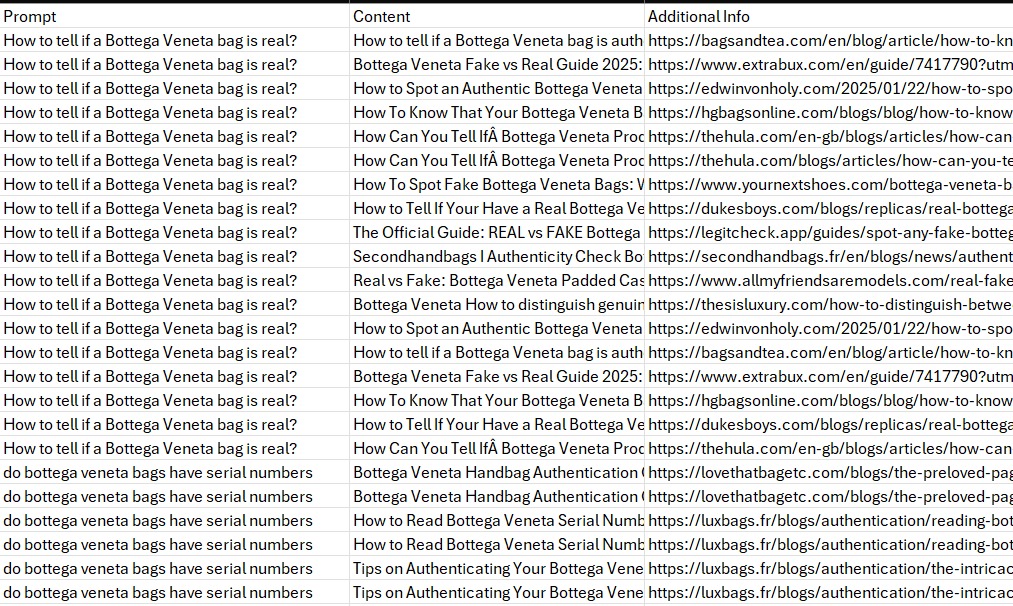 Prompt Content Additional Info
How to tell if a Bottega Veneta bag is real? How to tell if a Bottega Veneta bag is auth https://bagsandtea.com/en/blog/article/how-to-kn
How to tell if a Bottega Veneta bag is real? Bottega Veneta Fake vs Real Guide 2025: https://www.extrabux.com/en/guide/7417790?utm
How to tell if a Bottega Veneta bag is real? How to Spot an Authentic Bottega Veneta https://edwinvonholy.com/2025/01/22/how-to-spo
How to tell if a Bottega Veneta bag is real? How To Know That Your Bottega Veneta B https://hgbagsonline.com/blogs/blog/how-to-know
How to tell if a Bottega Veneta bag is real? How Can You Tell IfÂ Bottega Veneta Proc https://thehula.com/en-gb/blogs/articles/how-can
How to tell if a Bottega Veneta bag is real? How Can You Tell IfÂ Bottega Veneta Proc https://thehula.com/blogs/articles/how-can-you-te
How to tell if a Bottega Veneta bag is real? How To Spot Fake Bottega Veneta Bags: W https://www.yournextshoes.com/bottega-veneta-b
How to tell if a Bottega Veneta bag is real? How to Tell If Your Have a Real Bottega Ve https://dukesboys.com/blogs/replicas/real-bottega
How to tell if a Bottega Veneta bag is real? The Official Guide: REAL vs FAKE Bottega https://legitcheck.app/guides/spot-any-fake-botteg
How to tell if a Bottega Veneta bag is real? Secondhandbags | Authenticity Check Bo https://secondhandbags.fr/en/blogs/news/authent
How to tell if a Bottega Veneta bag is real? Real vs Fake: Bottega Veneta Padded Cas https://www.allmyfriendsaremodels.com/real-fake
How to tell if a Bottega Veneta bag is real? Bottega Veneta How to distinguish genuin https://thesisluxury.com/how-to-distinguish-betwe
How to tell if a Bottega Veneta bag is real? How to Spot an Authentic Bottega Veneta https://edwinvonholy.com/2025/01/22/how-to-spo
How to tell if a Bottega Veneta bag is real? How to tell if a Bottega Veneta bag is auth https://bagsandtea.com/en/blog/article/how-to-kn
How to tell if a Bottega Veneta bag is real? Bottega Veneta Fake vs Real Guide 2025: https://www.extrabux.com/en/guide/7417790?utm
How to tell if a Bottega Veneta bag is real? How To Know That Your Bottega Veneta B https://hgbagsonline.com/blogs/blog/how-to-know
How to tell if a Bottega Veneta bag is real? How to Tell If Your Have a Real Bottega Ve https://dukesboys.com/blogs/replicas/real-bottega
How to tell if a Bottega Veneta bag is real? How Can You Tell IfÂ Bottega Veneta Proc https://thehula.com/en-gb/blogs/articles/how-can
do bottega veneta bags have serial numbers Bottega Veneta Handbag Authentication ( https://lovethatbagetc.com/blogs/the-preloved-pag
do bottega veneta bags have serial numbers Bottega Veneta Handbag Authentication ( https://lovethatbagetc.com/blogs/the-preloved-pag
do bottega veneta bags have serial numbers How to Read Bottega Veneta Serial Numb https://luxbags.fr/blogs/authentication/reading-bot
do bottega veneta bags have serial numbers How to Read Bottega Veneta Serial Numb https://luxbags.fr/blogs/authentication/reading-bot
do bottega veneta bags have serial numbers Tips on Authenticating Your Bottega Vene https://luxbags.fr/blogs/authentication/the-intricac
do bottega veneta bags have serial numbers Tips on Authenticating Your Bottega Vene https://luxbags.fr/blogs/authentication/the-intricac